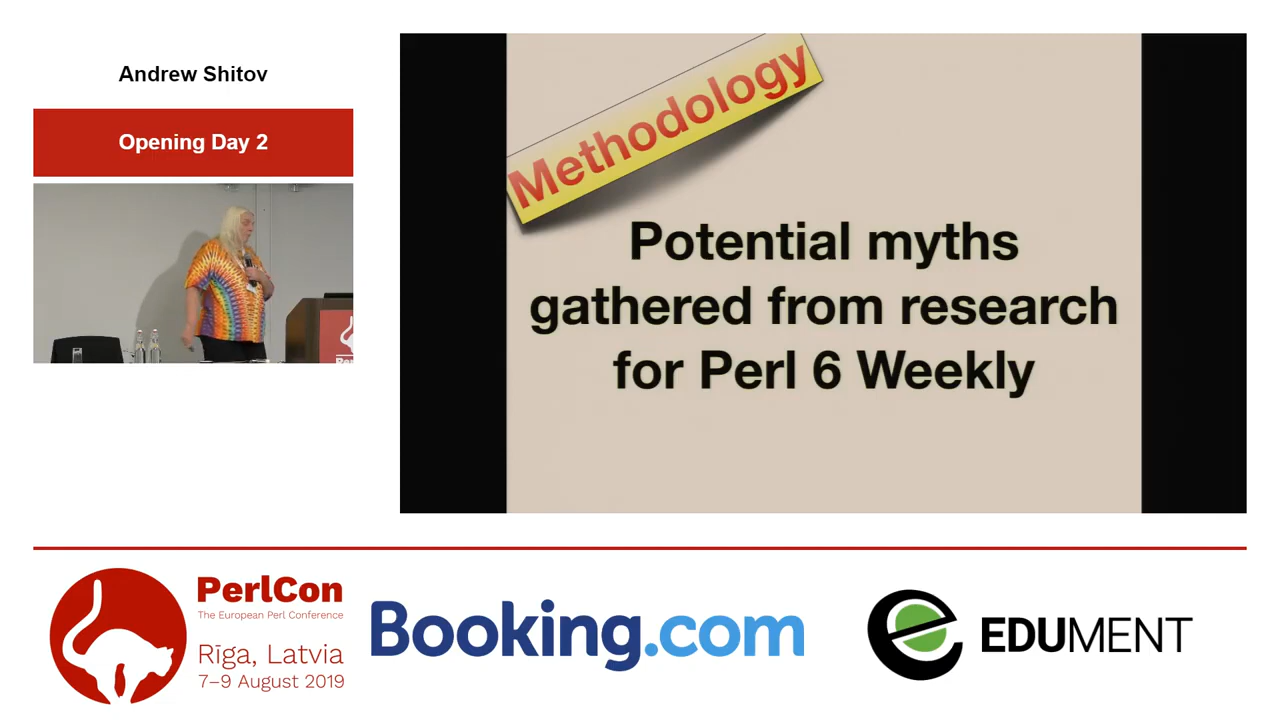 Andrew Shitov
Opening Day 2
Methodology
Potential myths
gathered from research
for Perl 6 Weekly
PerlCon
The European Perl Conference
Rīga, Latvia
7–9 August 2019
Booking.com
EDUMENT